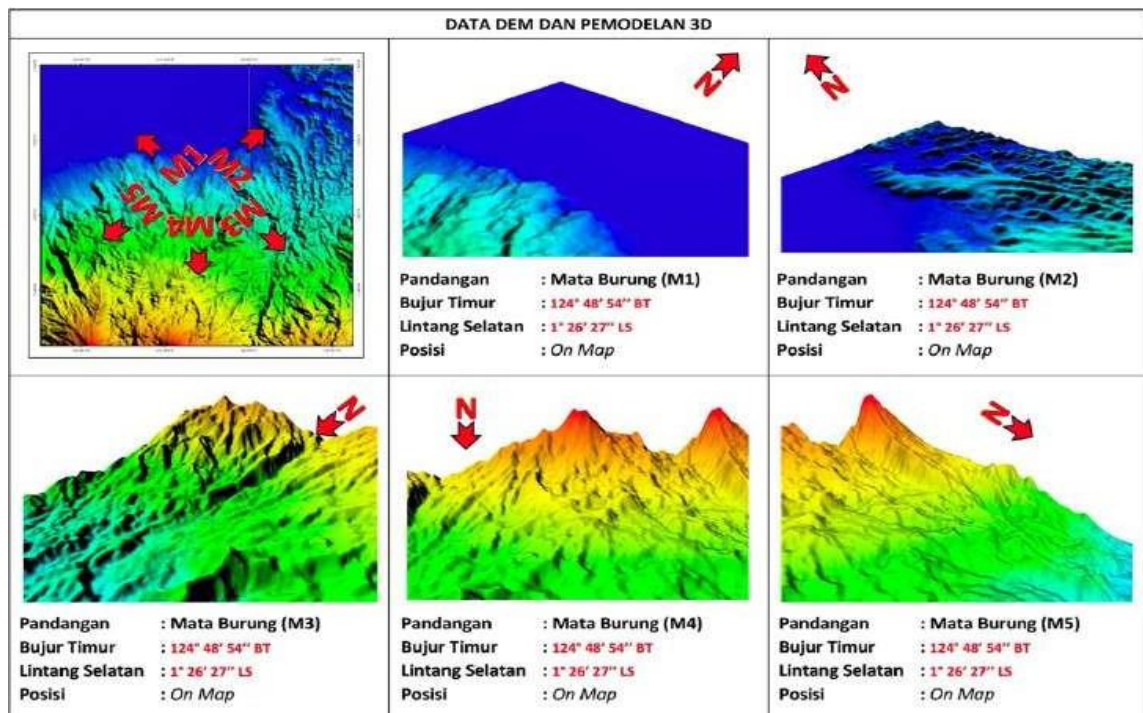 DATA DEM DAN PEMODELAN 3D
M1
M2
M3
M4
M5
N
Pandangan : Mata Burung (M1)
Bujur Timur : 124° 48' 54'' BT
Lintang Selatan : 1° 26' 27'' LS
Posisi : On Map
N
Pandangan : Mata Burung (M2)
Bujur Timur : 124° 48' 54'' BT
Lintang Selatan : 1° 26' 27'' LS
Posisi : On Map
N
Pandangan : Mata Burung (M3)
Bujur Timur : 124° 48' 54'' BT
Lintang Selatan : 1° 26' 27'' LS
Posisi : On Map
N
Pandangan : Mata Burung (M4)
Bujur Timur : 124° 48' 54'' BT
Lintang Selatan : 1° 26' 27'' LS
Posisi : On Map
N
Pandangan : Mata Burung (M5)
Bujur Timur : 124° 48' 54'' BT
Lintang Selatan : 1° 26' 27'' LS
Posisi : On Map